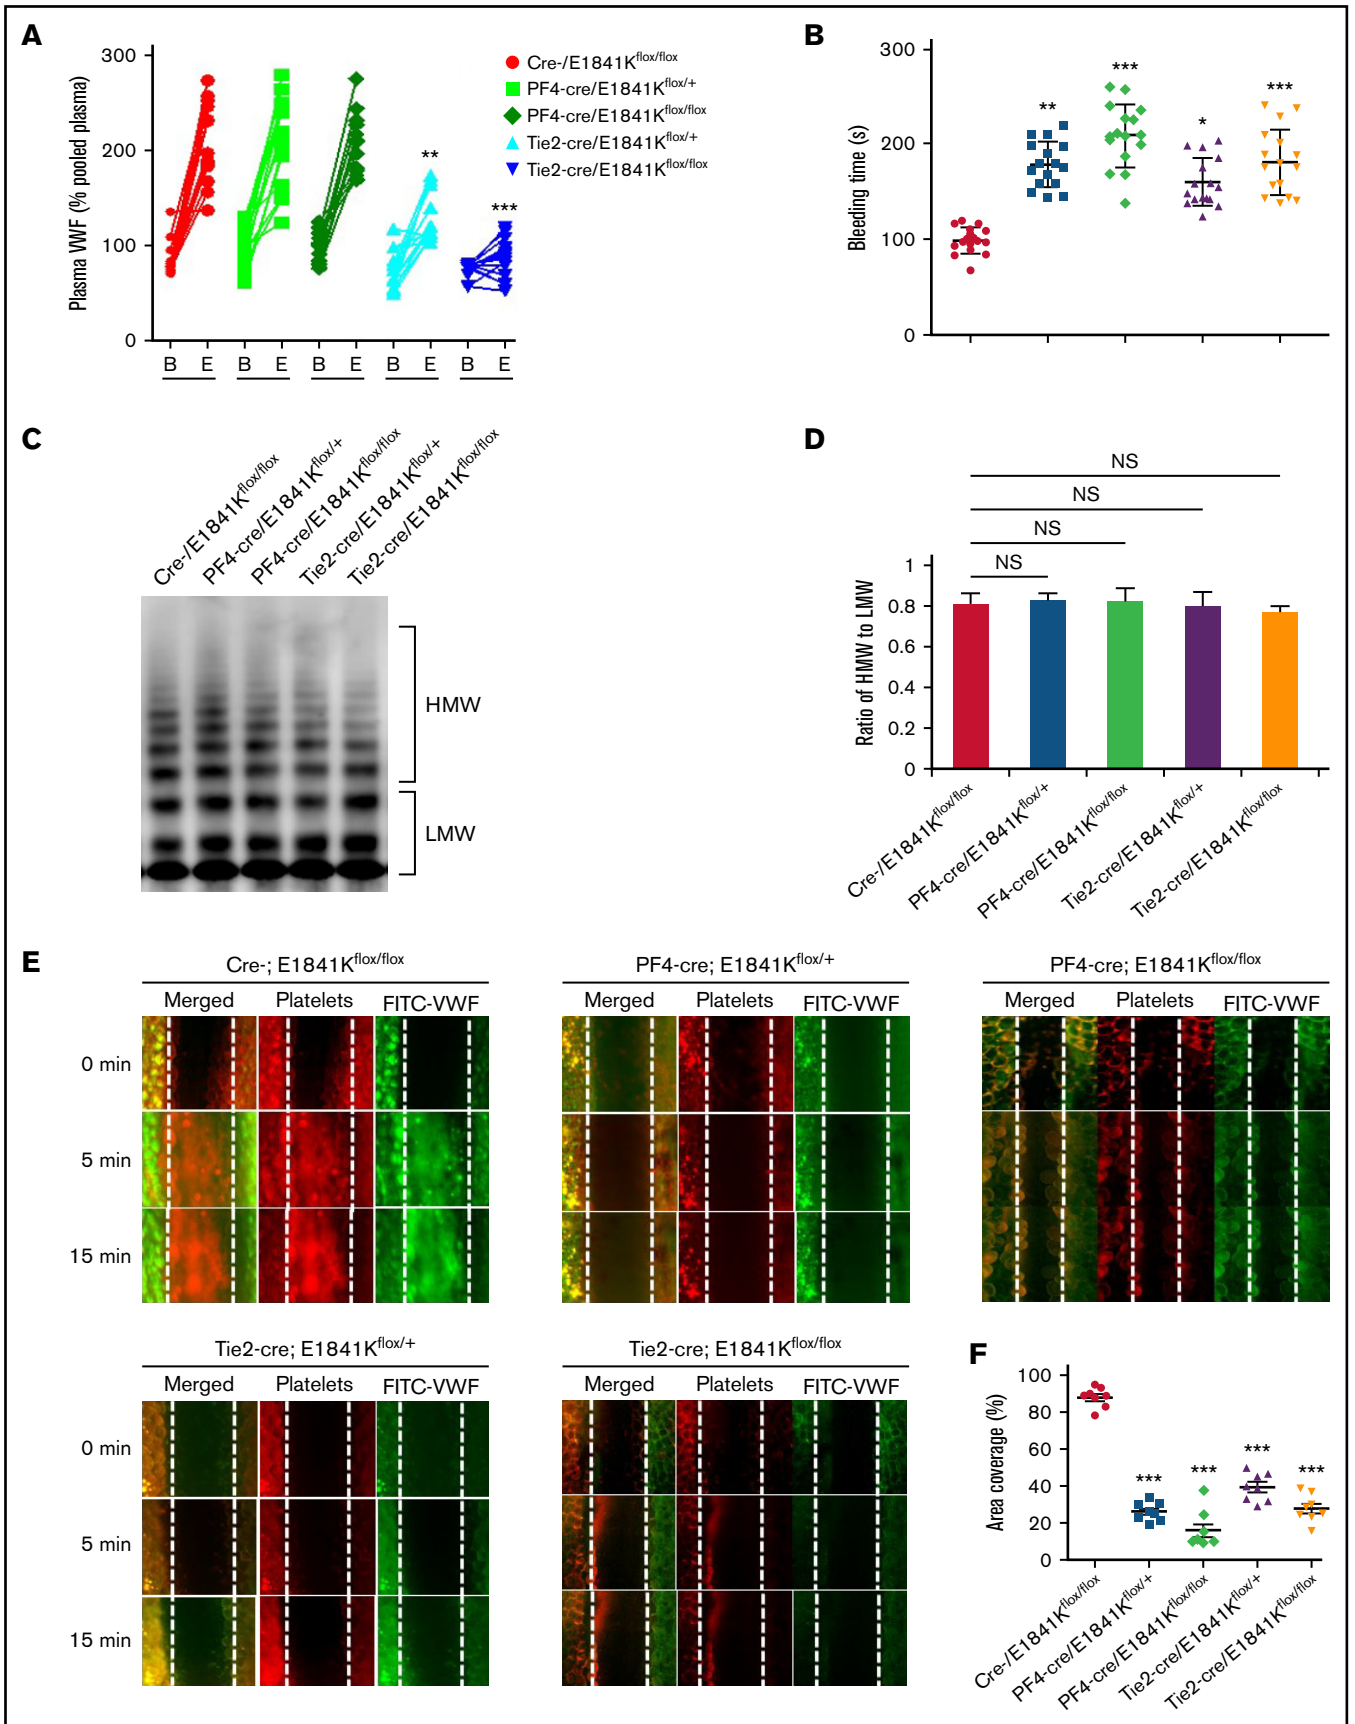 A
Plasma VWF (% pooled plasma)
300
200
100
0
B E B E B E B E B E
**
***
Cre-/E1841Kflox/flox
PF4-cre/E1841Kflox/+
PF4-cre/E1841Kflox/flox
Tie2-cre/E1841Kflox/+
Tie2-cre/E1841Kflox/flox
B
Bleeding time (s)
300
200
100
0
**
***
*
***
C
Cre-/E1841Kflox/flox
PF4-cre/E1841Kflox/+
PF4-cre/E1841Kflox/flox
Tie2-cre/E1841Kflox/+
Tie2-cre/E1841Kflox/flox
HMW
LMW
D
NS
NS
NS
NS
Ratio of HMW to LMW
1
0.8
0.6
0.4
0.2
0
Cre-/E1841Kflox/flox
PF4-cre/E1841Kflox/+
PF4-cre/E1841Kflox/flox
Tie2-cre/E1841Kflox/+
Tie2-cre/E1841Kflox/flox
E
Cre-; E1841Kflox/flox
Merged Platelets FITC-VWF
0 min
5 min
15 min
PF4-cre; E1841Kflox/+
Merged Platelets FITC-VWF
PF4-cre; E1841Kflox/flox
Merged Platelets FITC-VWF
Tie2-cre; E1841Kflox/+
Merged Platelets FITC-VWF
0 min
5 min
15 min
Tie2-cre; E1841Kflox/flox
Merged Platelets FITC-VWF
F
Area coverage (%)
100
80
60
40
20
0
***
***
***
***
Cre-/E1841Kflox/flox
PF4-cre/E1841Kflox/+
PF4-cre/E1841Kflox/flox
Tie2-cre/E1841Kflox/+
Tie2-cre/E1841Kflox/flox